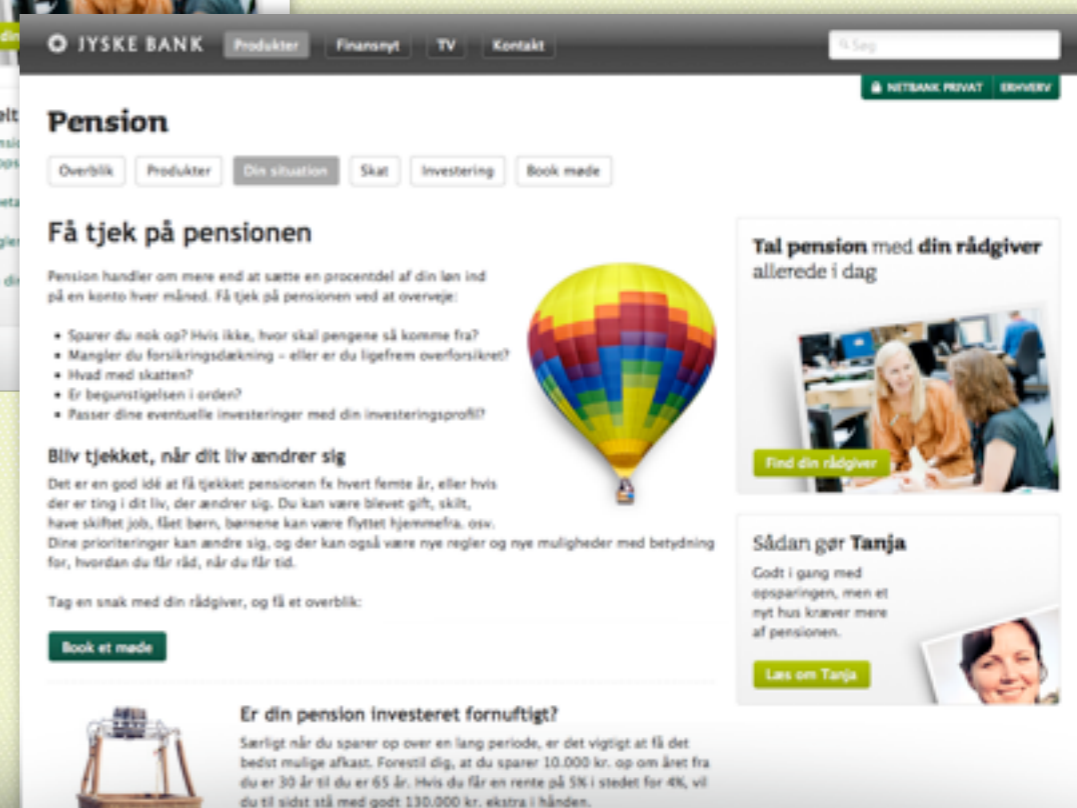 JYSKE BANK Produkter Finansnyt TV Kontakt Søg
NETBANK PRIVAT ERHVERV
Pension
Overblik Produkter Din situation Skat Investering Book møde
Få tjek på pensionen
Pension handler om mere end at sætte en procentdel af din løn ind
på en konto hver måned. Få tjek på pensionen ved at overveje:
• Sparer du nok op? Hvis ikke, hvor skal pengene så komme fra?
• Mangler du forsikringsdækning – eller er du ligefrem overforsikret?
• Hvad med skatten?
• Er begunstigelsen i orden?
• Passer dine eventuelle investeringer med din investeringsprofil?
Bliv tjekket, når dit liv ændrer sig
Det er en god idé at få tjekket pensionen fx hvert femte år, eller hvis
der er ting i dit liv, der ændrer sig. Du kan være blevet gift, skilt,
have skiftet job, fået børn, børnene kan være flyttet hjemmefra. osv.
Dine prioriteringer kan ændre sig, og der kan også være nye regler og nye muligheder med betydning
for, hvordan du får råd, når du får tid.
Tag en snak med din rådgiver, og få et overblik:
Book et møde
Er din pension investeret fornuftigt?
Særligt når du sparer op over en lang periode, er det vigtigt at få det
bedst mulige afkast. Forestil dig, at du sparer 10.000 kr. op om året fra
du er 30 år til du er 65 år. Hvis du får en rente på 5% i stedet for 4%, vil
du til sidst stå med godt 130.000 kr. ekstra i hånden.
Tal pension med din rådgiver
allerede i dag
Find din rådgiver
Sådan gør Tanja
Godt i gang med
opsparingen, men et
nyt hus kræver mere
af pensionen.
Læs om Tanja